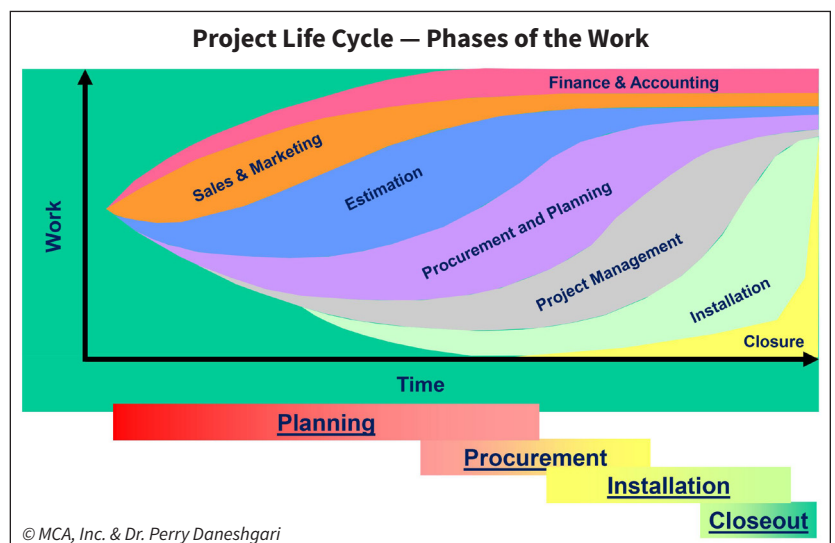 Project Life Cycle — Phases of the Work
Finance & Accounting
Sales & Marketing
Estimation
Procurement and Planning
Project Management
Installation
Closure
Work
Time
Planning
Procurement
Installation
Closeout
© MCA, Inc. & Dr. Perry Daneshgari